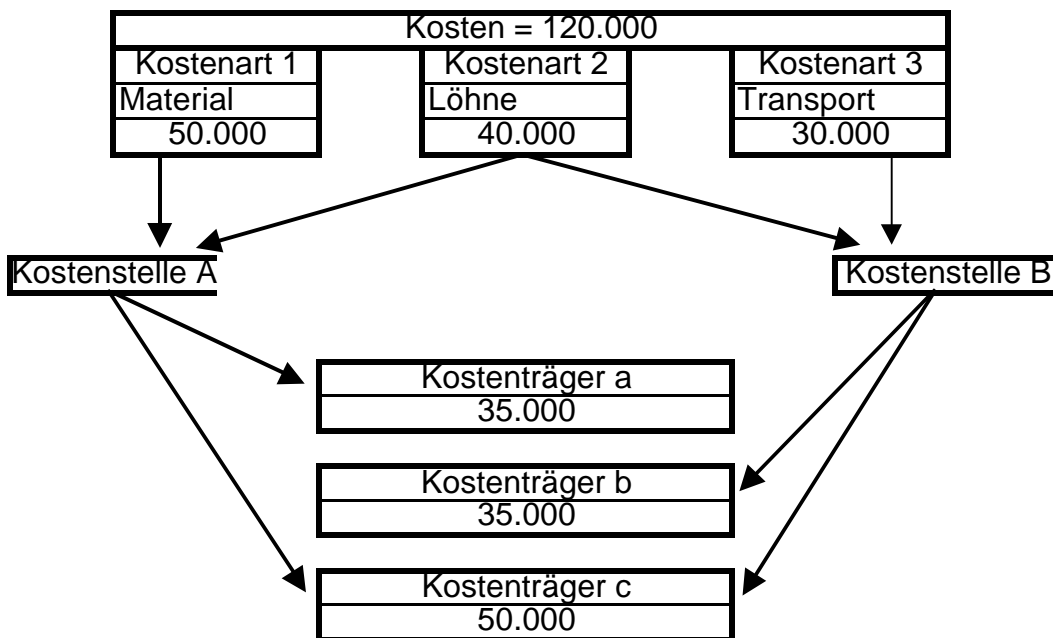 Kosten = 120.000
Kostenart 1 Kostenart 2 Kostenart 3
Material Löhne Transport
50.000 40.000 30.000
Kostenstelle A Kostenstelle B
Kostenträger a
35.000
Kostenträger b
35.000
Kostenträger c
50.000